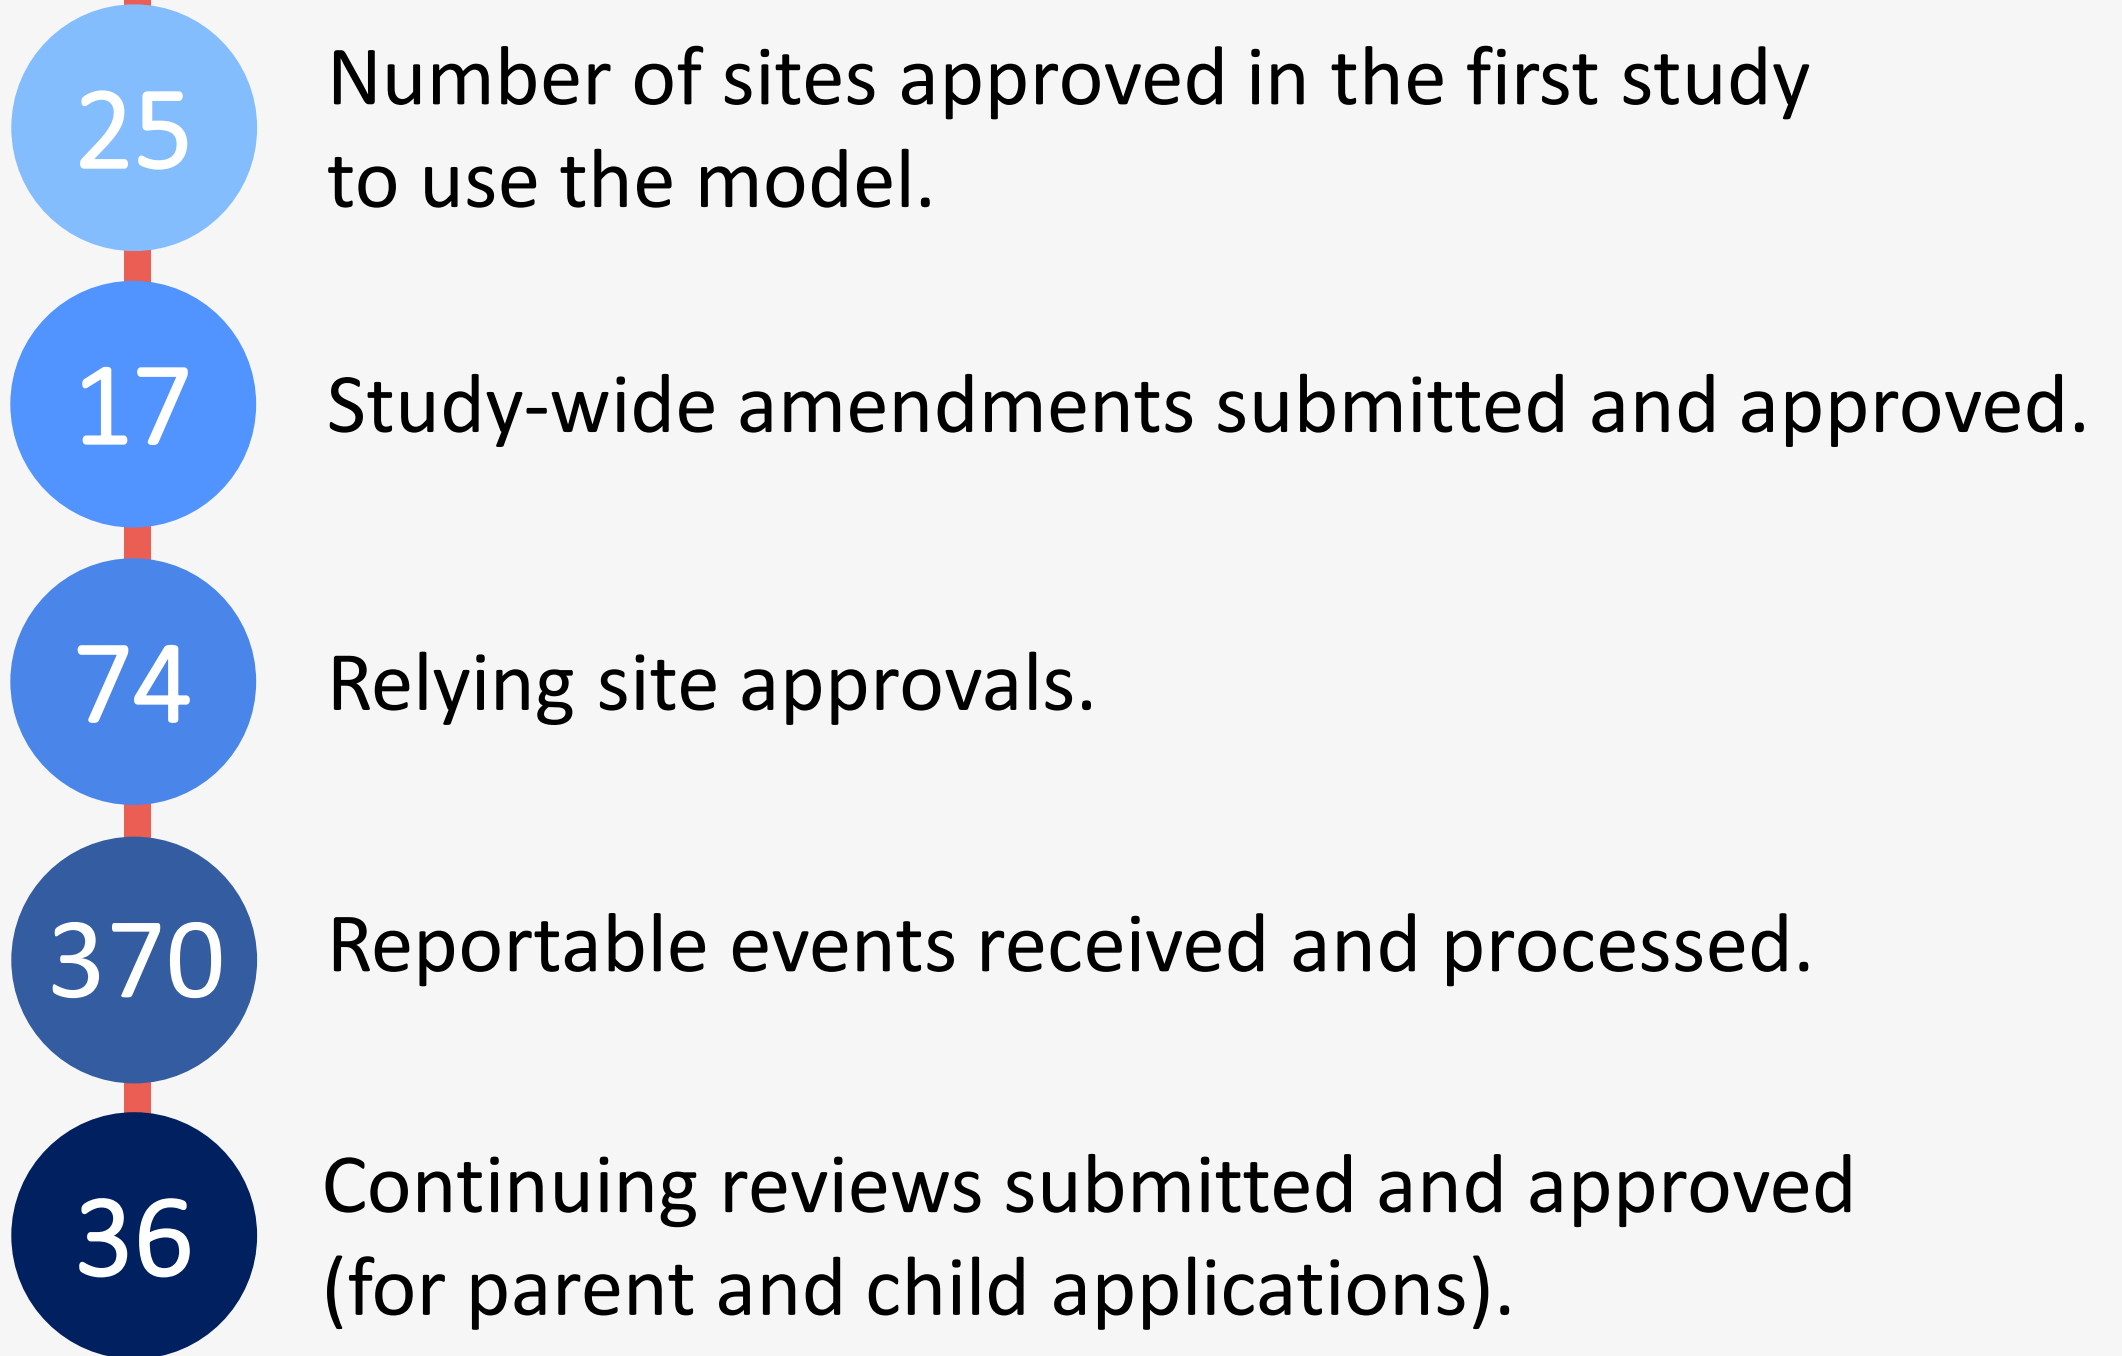 25
Number of sites approved in the first study
to use the model.
17
Study-wide amendments submitted and approved.
74
Relying site approvals.
370
Reportable events received and processed.
36
Continuing reviews submitted and approved
(for parent and child applications).